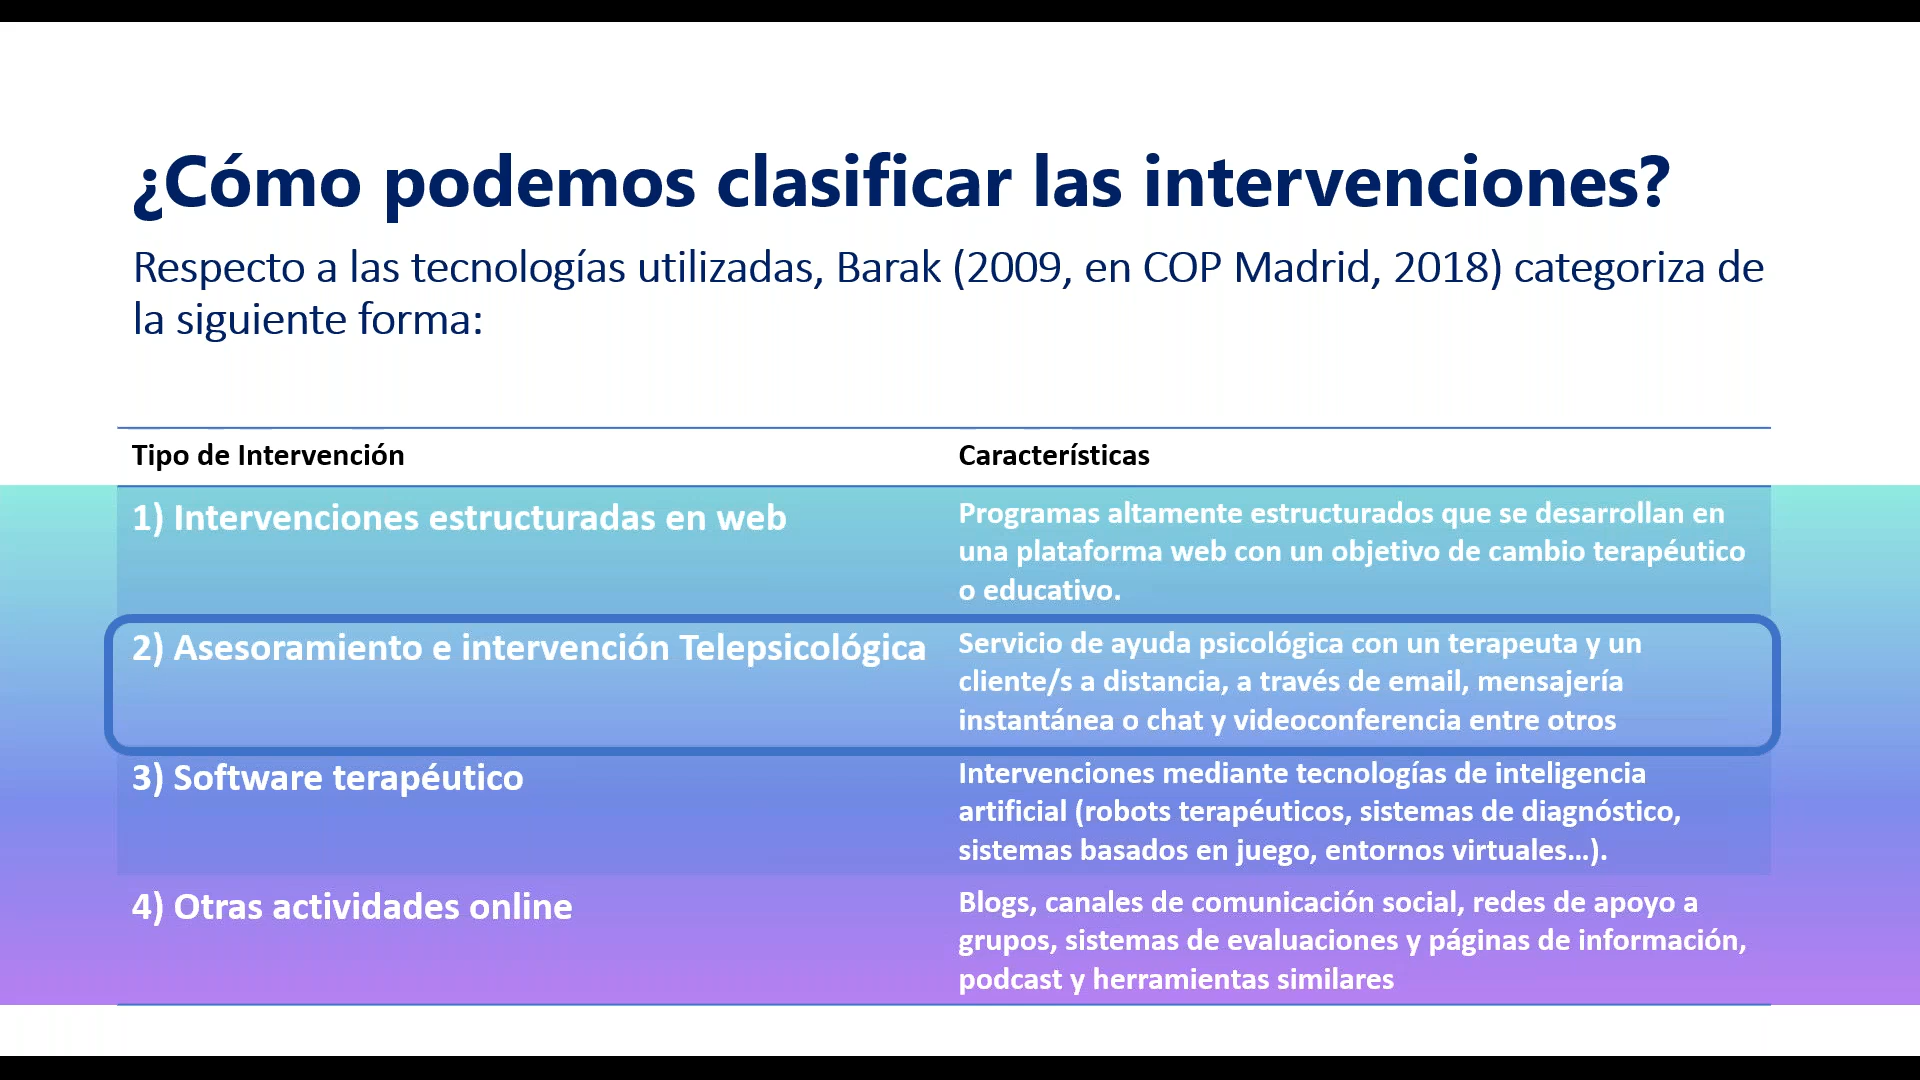 ¿Cómo podemos clasificar las intervenciones?
Respecto a las tecnologías utilizadas, Barak (2009, en COP Madrid, 2018) categoriza de
la siguiente forma:
Tipo de Intervención
Características
1) Intervenciones estructuradas en web
Programas altamente estructurados que se desarrollan en
una plataforma web con un objetivo de cambio terapéutico
o educativo.
2) Asesoramiento e intervención Telepsicológica
Servicio de ayuda psicológica con un terapeuta y un
cliente/s a distancia, a través de email, mensajería
instantánea o chat y videoconferencia entre otros
3) Software terapéutico
Intervenciones mediante tecnologías de inteligencia
artificial (robots terapéuticos, sistemas de diagnóstico,
sistemas basados en juego, entornos virtuales...).
4) Otras actividades online
Blogs, canales de comunicación social, redes de apoyo a
grupos, sistemas de evaluaciones y páginas de información,
podcast y herramientas similares